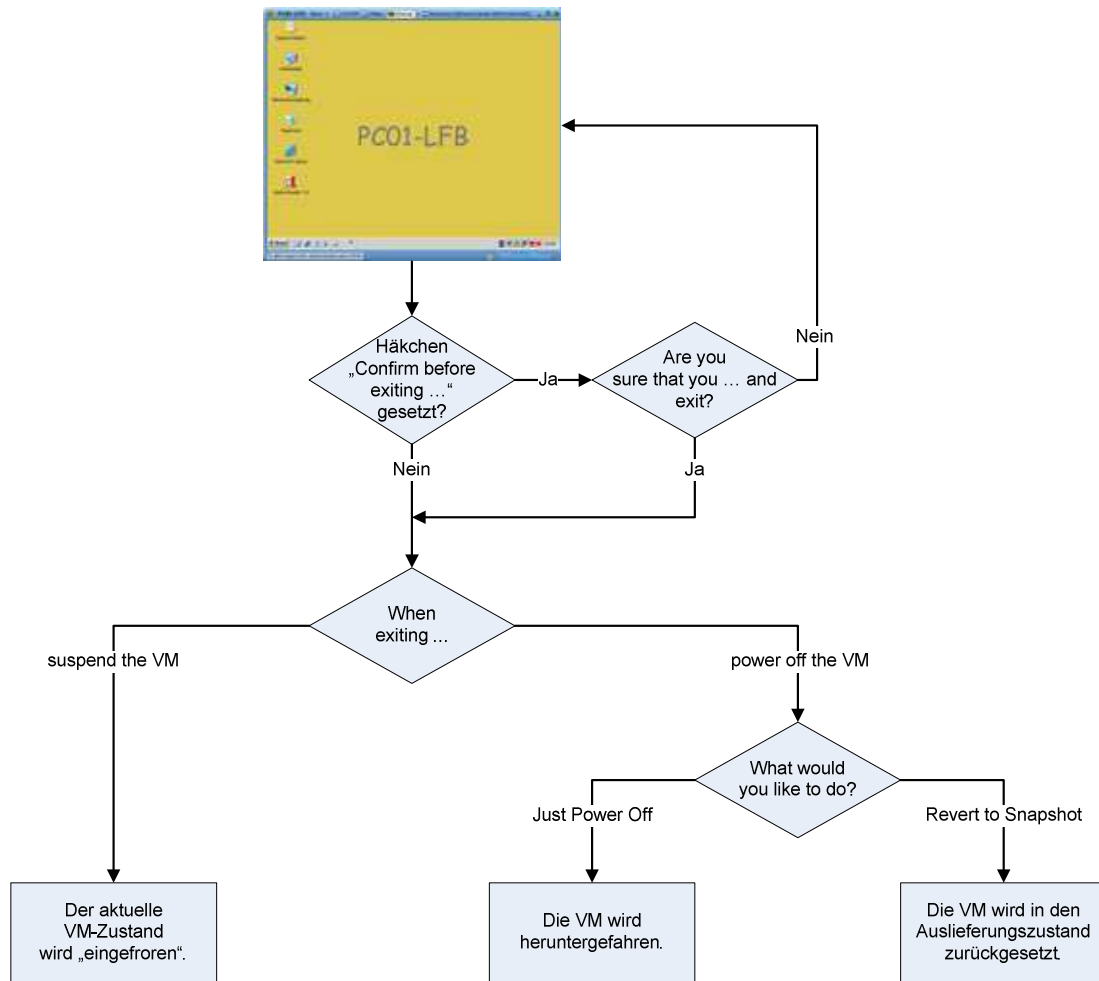 PC01-LFB
Häkchen
„Confirm before
exiting …“
gesetzt?
Ja
Are you
sure that you … and
exit?
Nein
Nein
Ja
When
exiting …
suspend the VM
power off the VM
What would
you like to do?
Just Power Off
Revert to Snapshot
Der aktuelle
VM-Zustand
wird „eingefroren“.
Die VM wird
heruntergefahren.
Die VM wird in den
Auslieferungszustand
zurückgesetzt.